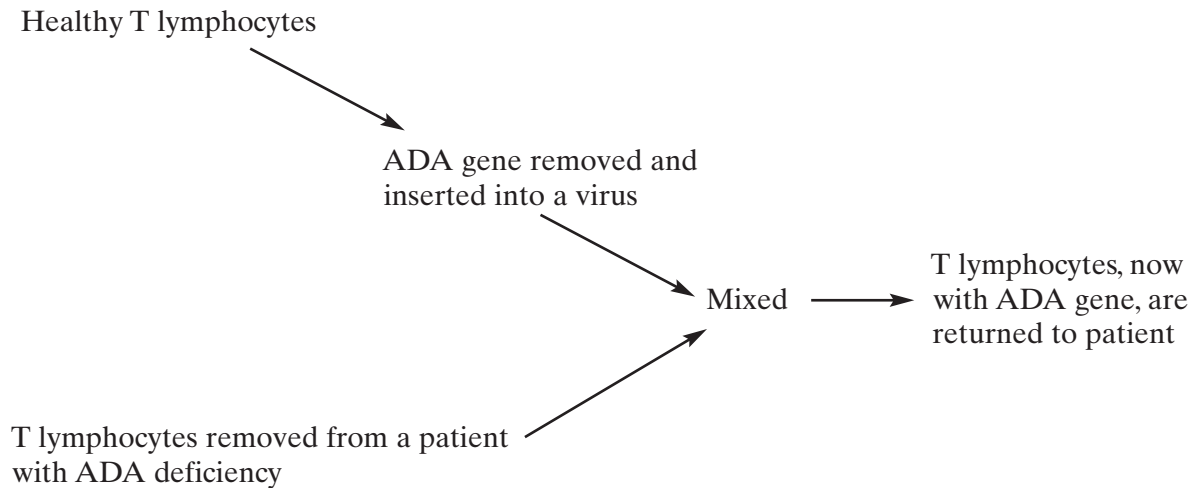 Healthy T lymphocytes
ADA gene removed and
inserted into a virus
Mixed
T lymphocytes, now
with ADA gene, are
returned to patient
T lymphocytes removed from a patient
with ADA deficiency